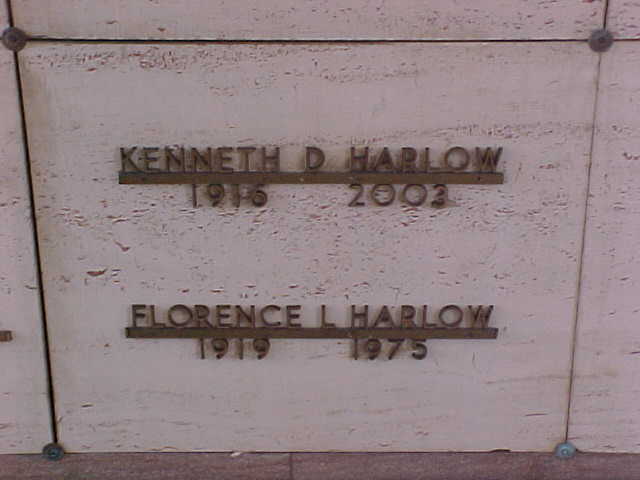 KENNETH D HARLOW
1916 2003
FLORENCE L HARLOW
1919 1975